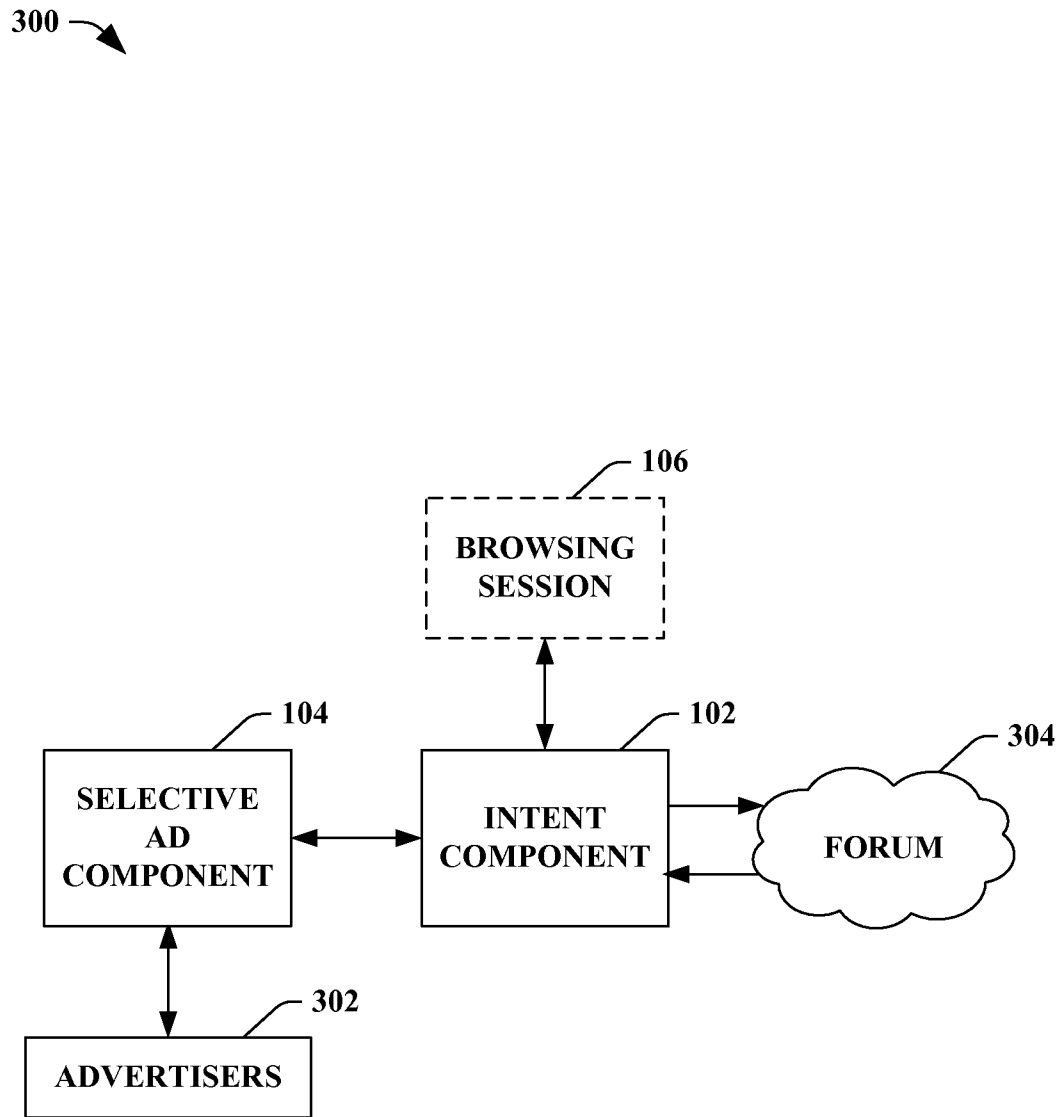 300
106
BROWSING
SESSION
104
102
304
SELECTIVE
AD
COMPONENT
INTENT
COMPONENT
FORUM
302
ADVERTISERS